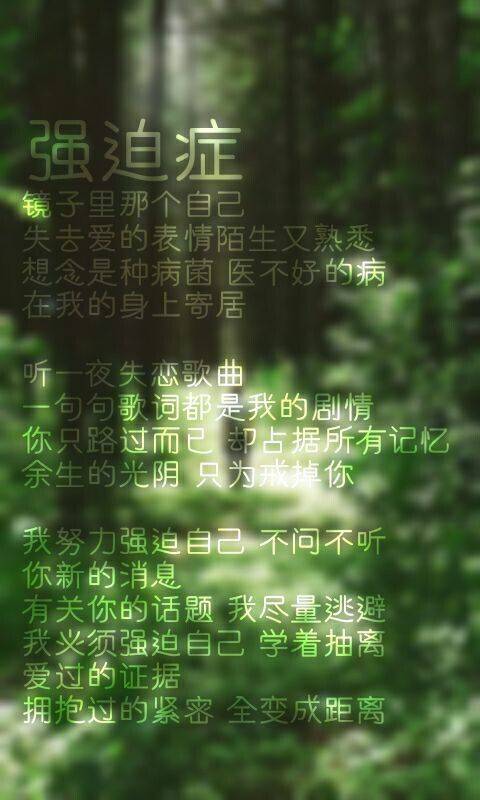 强迫症
镜子里那个自己
失去爱的表情陌生又熟悉
想念是种病菌 医不好的病
在我的身上寄居
听一夜失恋歌曲
一句句歌词都是我的剧情
你只路过而已 却占据所有记忆
余生的光阴 只为戒掉你
我努力强迫自己 不问不听
你新的消息
有关你的话题 我尽量逃避
我必须强迫自己 学着抽离
爱过的证据
拥抱过的紧密 全变成距离